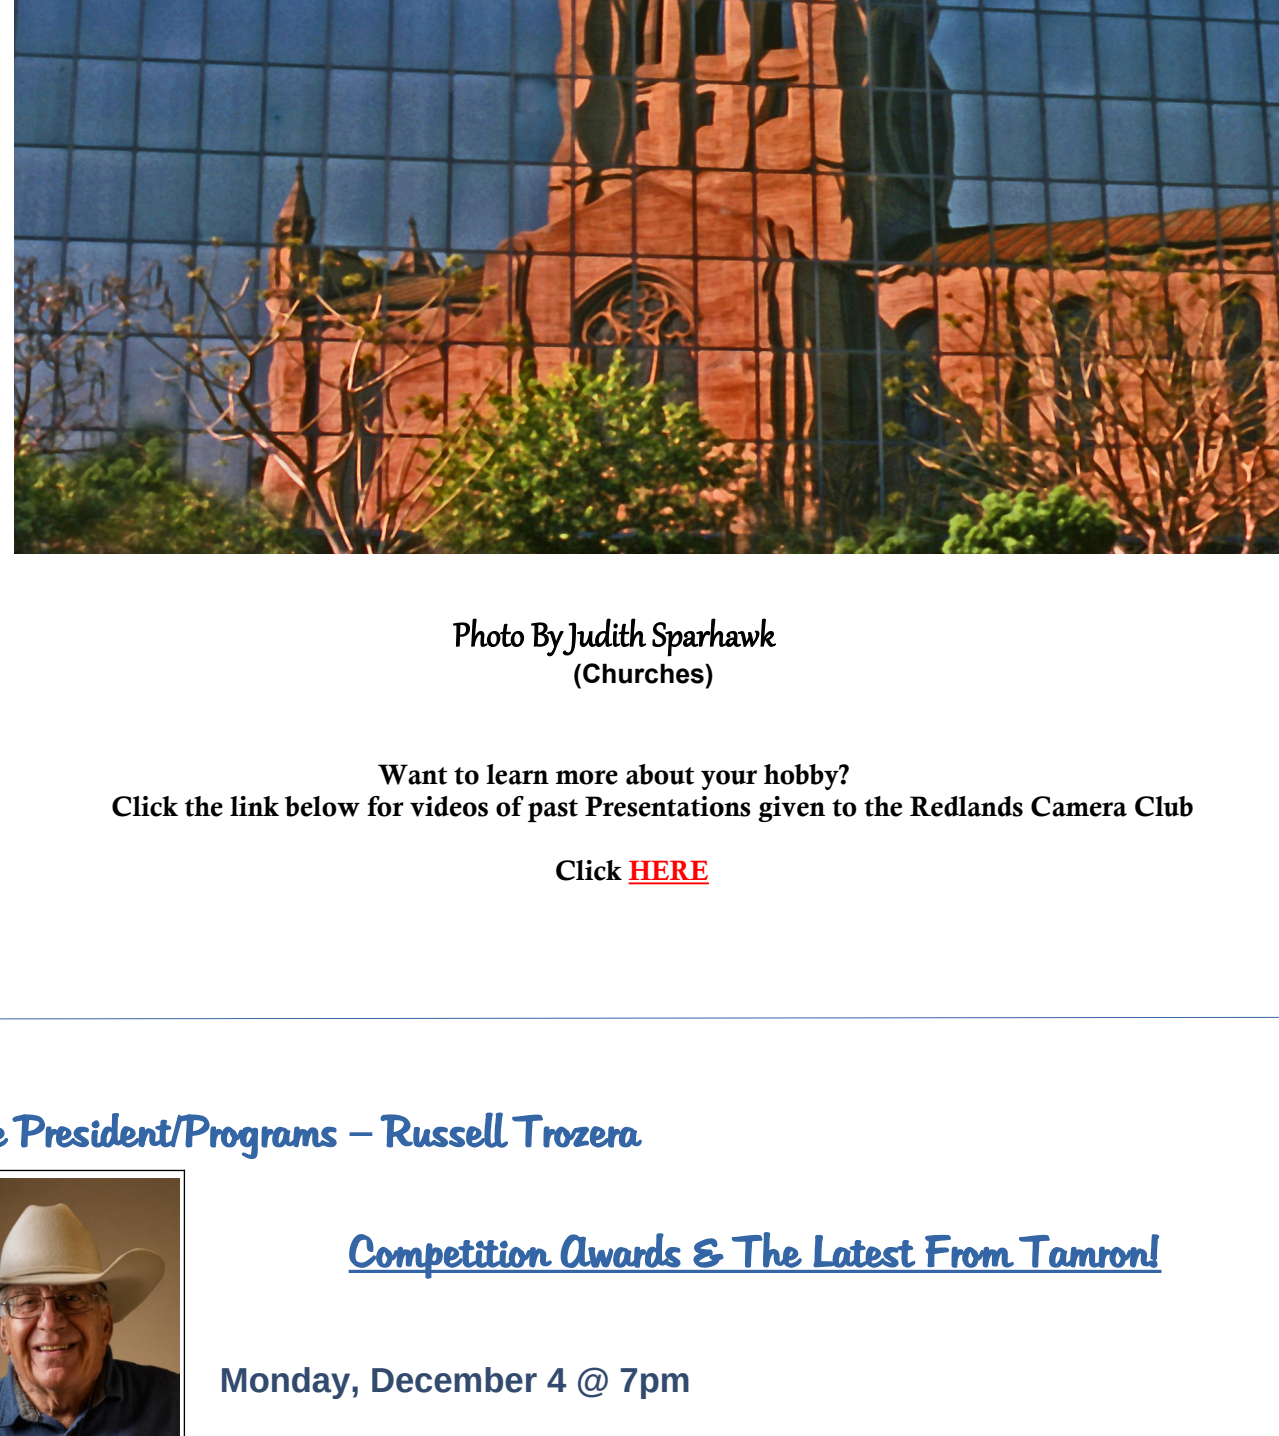 Photo By Judith Sparhawk
(Churches)
Want to learn more about your hobby?
Click the link below for videos of past Presentations given to the Redlands Camera Club
Click HERE
President/Programs – Russell Trozera
Competition Awards & The Latest From Tamron!
Monday, December 4 @ 7pm